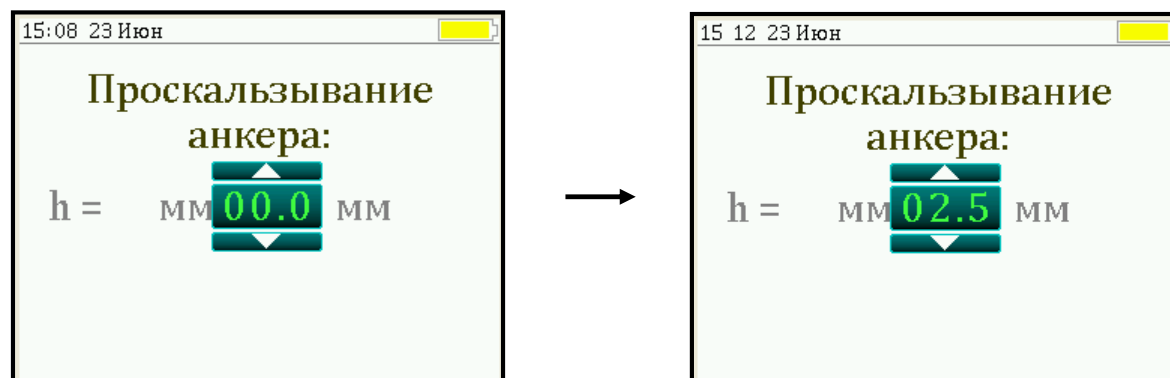 15:08 23 Июн
Проскальзывание
анкера:
h = мм 00.0 мм
15 12 23 Июн
Проскальзывание
анкера:
h = мм 02.5 мм